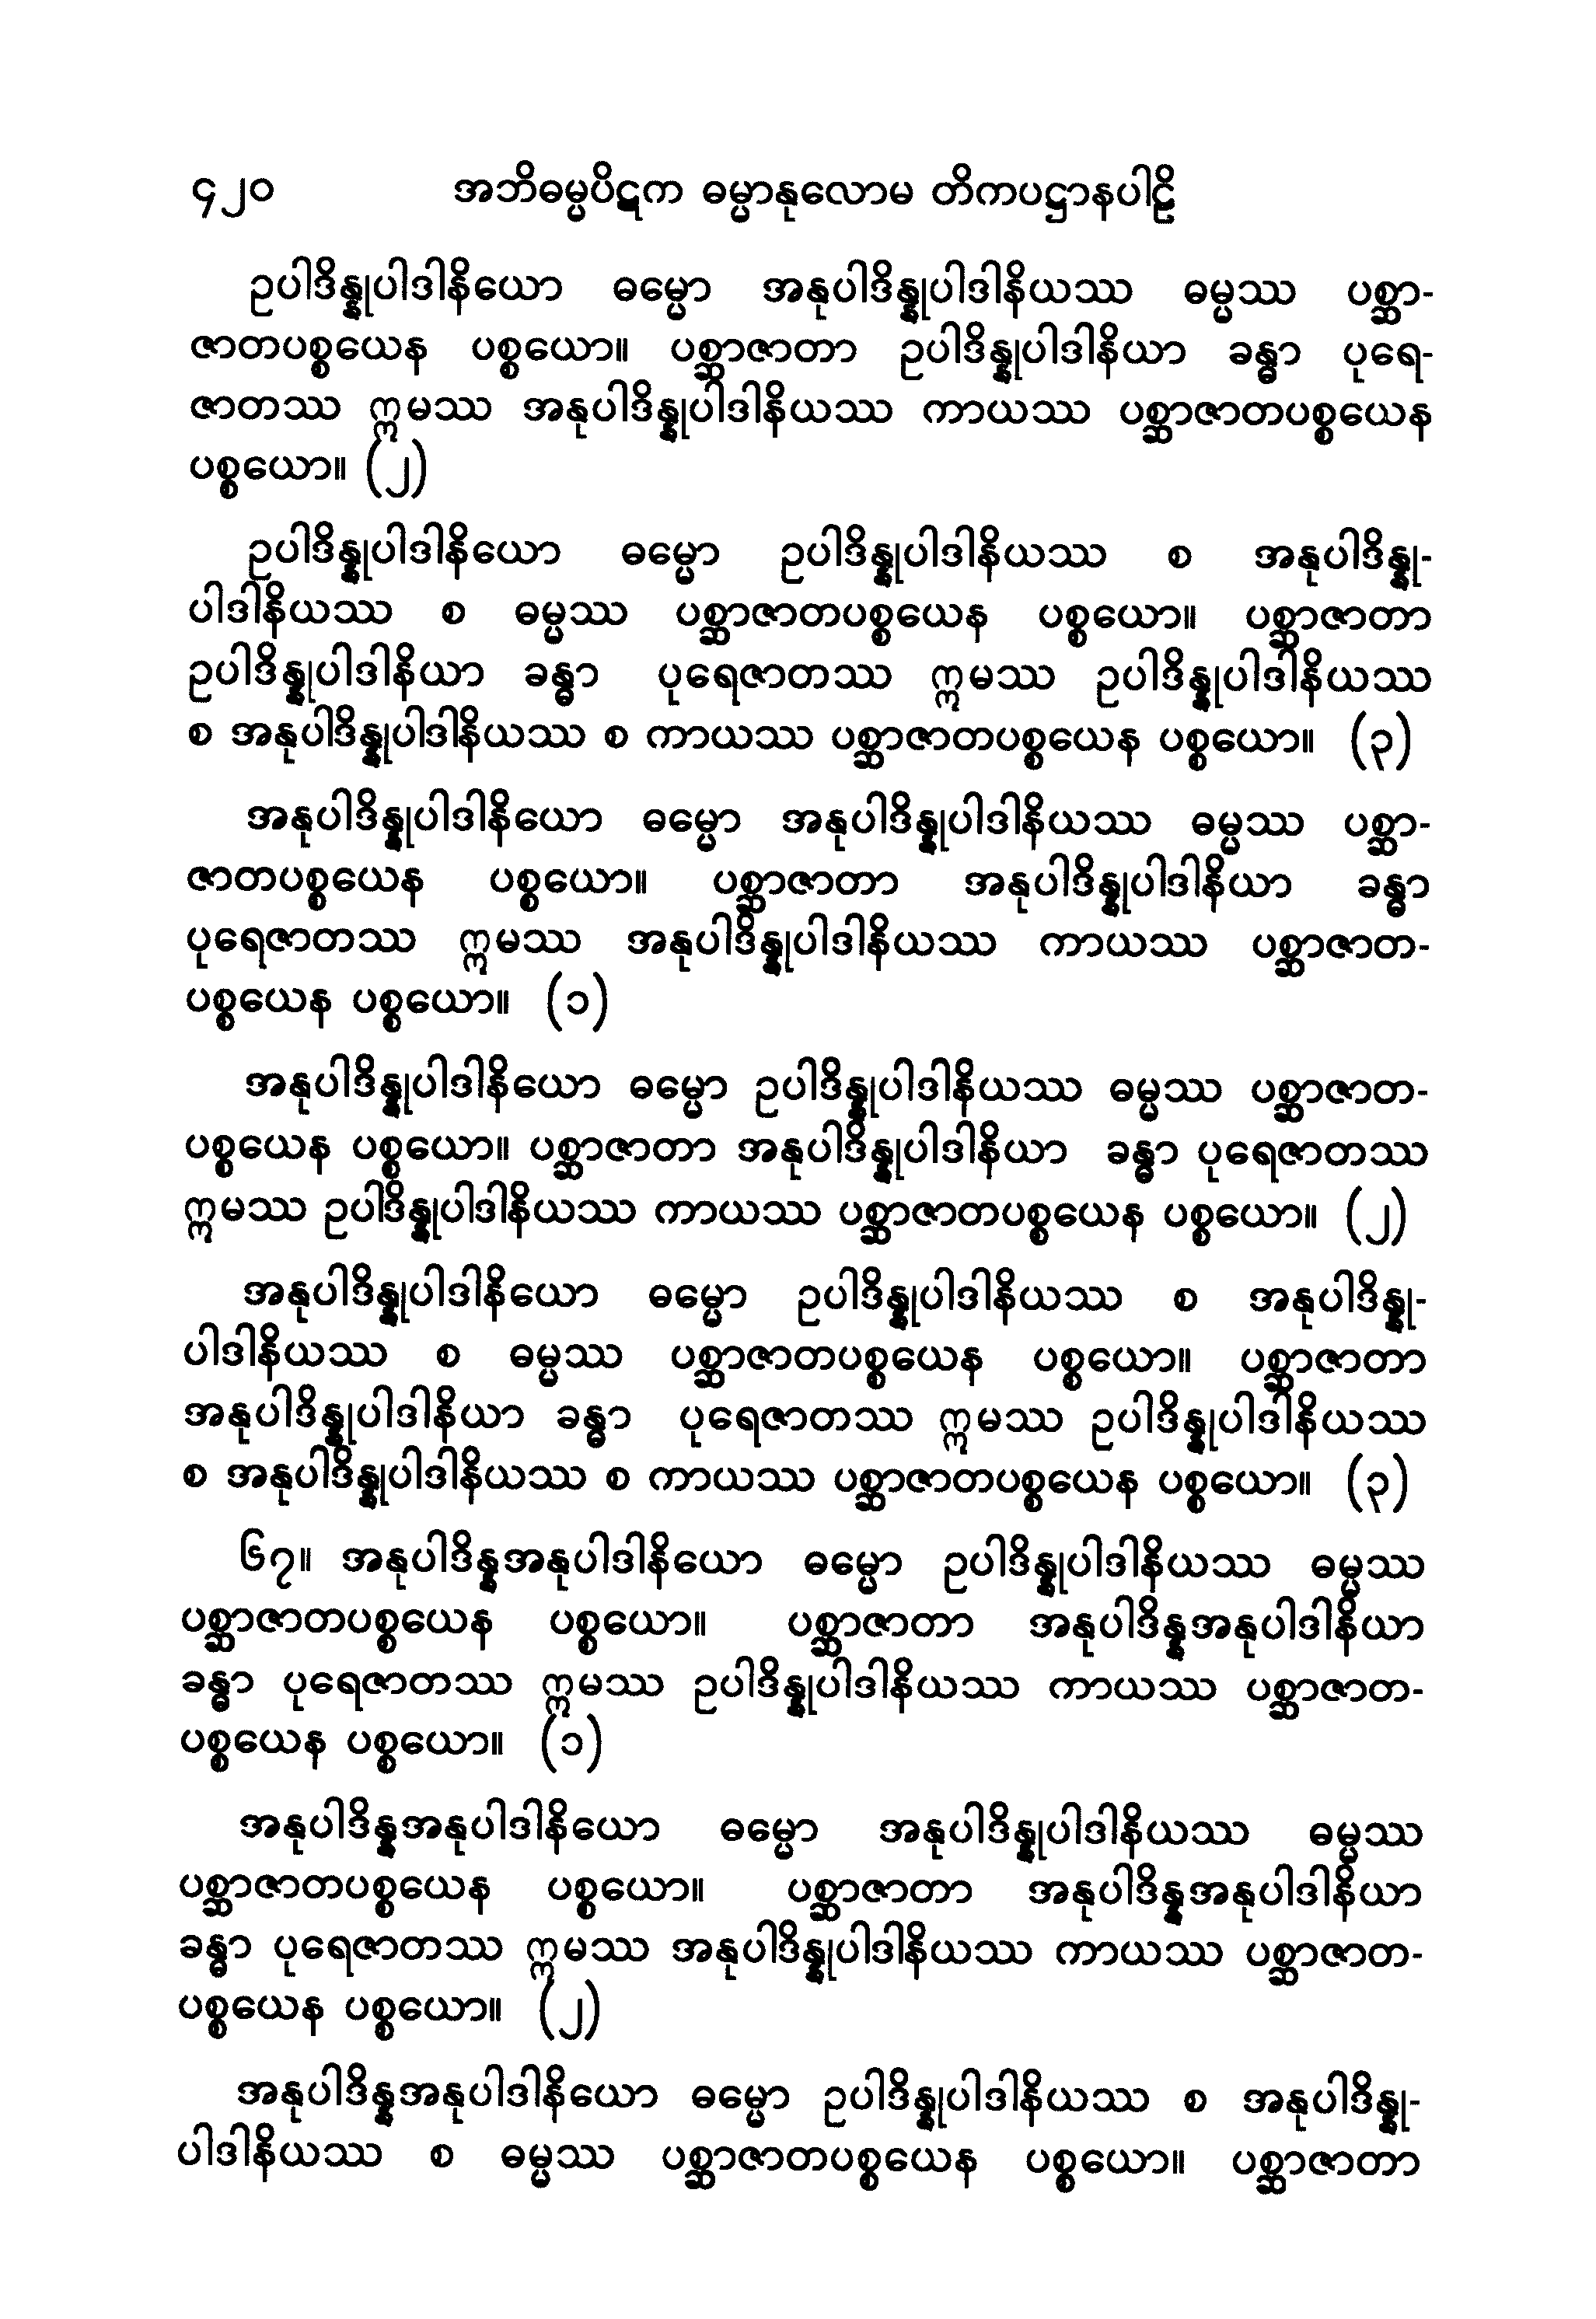 ၄၂၀ အဘိဓမ္မပိဋက ဓမ္မာနုလောမ တိကပဋ္ဌာနပါဠိ
ဥပါဒိန္နုပါဒါနိယော ဓမ္မော အနုပါဒိန္နုပါဒါနိယဿ ဓမ္မဿ ပစ္ဆာ-
ဇာတပစ္စယေန ပစ္စယော။ ပစ္ဆာဇာတာ ဥပါဒိန္နုပါဒါနိယာ ခန္ဓာ ပုရေ-
ဇာတဿ ဣမဿ အနုပါဒိန္နုပါဒါနိယဿ ကာယဿ ပစ္ဆာဇာတပစ္စယေန
ပစ္စယော။ (၂)
ဥပါဒိန္နုပါဒါနိယော ဓမ္မော ဥပါဒိန္နုပါဒါနိယဿ စ အနုပါဒိန္နု-
ပါဒါနိယဿ စ ဓမ္မဿ ပစ္ဆာဇာတပစ္စယေန ပစ္စယော။ ပစ္ဆာဇာတာ
ဥပါဒိန္နုပါဒါနိယာ ခန္ဓာ ပုရေဇာတဿ ဣမဿ ဥပါဒိန္နုပါဒါနိယဿ
စ အနုပါဒိန္နုပါဒါနိယဿ စ ကာယဿ ပစ္ဆာဇာတပစ္စယေန ပစ္စယော။ (၃)
အနုပါဒိန္နုပါဒါနိယော ဓမ္မော အနုပါဒိန္နုပါဒါနိယဿ ဓမ္မဿ ပစ္ဆာ-
ဇာတပစ္စယေန ပစ္စယော။ ပစ္ဆာဇာတာ အနုပါဒိန္နုပါဒါနိယာ ခန္ဓာ
ပုရေဇာတဿ ဣမဿ အနုပါဒိန္နုပါဒါနိယဿ ကာယဿ ပစ္ဆာဇာတ-
ပစ္စယေန ပစ္စယော။ (၁)
အနုပါဒိန္နုပါဒါနိယော ဓမ္မော ဥပါဒိန္နုပါဒါနိယဿ ဓမ္မဿ ပစ္ဆာဇာတ-
ပစ္စယေန ပစ္စယော။ ပစ္ဆာဇာတာ အနုပါဒိန္နုပါဒါနိယာ ခန္ဓာ ပုရေဇာတဿ
ဣမဿ ဥပါဒိန္နုပါဒါနိယဿ ကာယဿ ပစ္ဆာဇာတပစ္စယေန ပစ္စယော။ (၂)
အနုပါဒိန္နုပါဒါနိယော ဓမ္မော ဥပါဒိန္နုပါဒါနိယဿ စ အနုပါဒိန္နု-
ပါဒါနိယဿ စ ဓမ္မဿ ပစ္ဆာဇာတပစ္စယေန ပစ္စယော။ ပစ္ဆာဇာတာ
အနုပါဒိန္နုပါဒါနိယာ ခန္ဓာ ပုရေဇာတဿ ဣမဿ ဥပါဒိန္နုပါဒါနိယဿ
စ အနုပါဒိန္နုပါဒါနိယဿ စ ကာယဿ ပစ္ဆာဇာတပစ္စယေန ပစ္စယော။ (၃)
၆၇။ အနုပါဒိန္နအနုပါဒါနိယော ဓမ္မော ဥပါဒိန္နုပါဒါနိယဿ ဓမ္မဿ
ပစ္ဆာဇာတပစ္စယေန ပစ္စယော။ ပစ္ဆာဇာတာ အနုပါဒိန္နအနုပါဒါနိယာ
ခန္ဓာ ပုရေဇာတဿ ဣမဿ ဥပါဒိန္နုပါဒါနိယဿ ကာယဿ ပစ္ဆာဇာတ-
ပစ္စယေန ပစ္စယော။ (၁)
အနုပါဒိန္နအနုပါဒါနိယော ဓမ္မော အနုပါဒိန္နုပါဒါနိယဿ ဓမ္မဿ
ပစ္ဆာဇာတပစ္စယေန ပစ္စယော။ ပစ္ဆာဇာတာ အနုပါဒိန္နအနုပါဒါနိယာ
ခန္ဓာ ပုရေဇာတဿ ဣမဿ အနုပါဒိန္နုပါဒါနိယဿ ကာယဿ ပစ္ဆာဇာတ-
ပစ္စယေန ပစ္စယော။ (၂)
အနုပါဒိန္နအနုပါဒါနိယော ဓမ္မော ဥပါဒိန္နုပါဒါနိယဿ စ အနုပါဒိန္နု-
ပါဒါနိယဿ စ ဓမ္မဿ ပစ္ဆာဇာတပစ္စယေန ပစ္စယော။ ပစ္ဆာဇာတာ